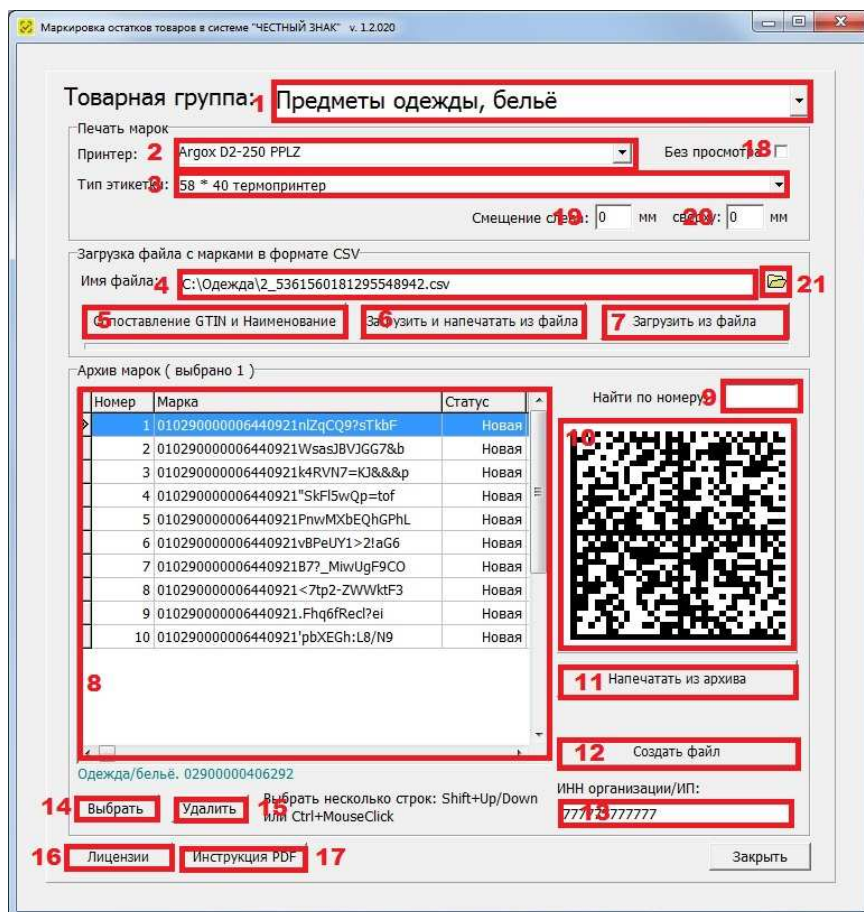 Маркировка остатков товаров в системе "ЧЕСТНЫЙ ЗНАК" v. 1.2.020
Товарная группа: 1 Предметы одежды, бельё
Печать марок
Принтер: 2 Argox D2-250 PPLZ Без просмотра 18
Тип этикетки: 3 58 * 40 термопринтер
Смещение слева: 19 0 мм сверху: 20 0 мм
Загрузка файла с марками в формате CSV
Имя файла: 4 C:\Одежда\2_5361560181295548942.csv 21
5 Сопоставление GTIN и Наименование 6 Загрузить и напечатать из файла 7 Загрузить из файла
Архив марок ( выбрано 1 )
Найти по номеру 9
Номер Марка Статус
1 010290000006440921nlZqCQ9?sTkbF Новая
2 010290000006440921WsasJBVJGG7&b Новая
3 010290000006440921k4RVN7=KJ&&&p Новая
4 010290000006440921"SkFl5wQp=tof Новая
5 010290000006440921PnwMXbEQhGPhL Новая
6 010290000006440921vBPeUY1>2!aG6 Новая
7 010290000006440921B7?_MiwUgF9CO Новая
8 010290000006440921<7tp2-ZWWktF3 Новая
9 010290000006440921.Fhq6fRecl?ei Новая
10 010290000006440921'pbXEGh:L8/N9 Новая
8
10
11 Напечатать из архива
12 Создать файл
Одежда/бельё. 02900000406292
ИНН организации/ИП:
13 777777777777
14 Выбрать Удалить 15 Выбрать несколько строк: Shift+Up/Down
или Ctrl+MouseClick
16 Лицензии Инструкция PDF 17 Закрыть